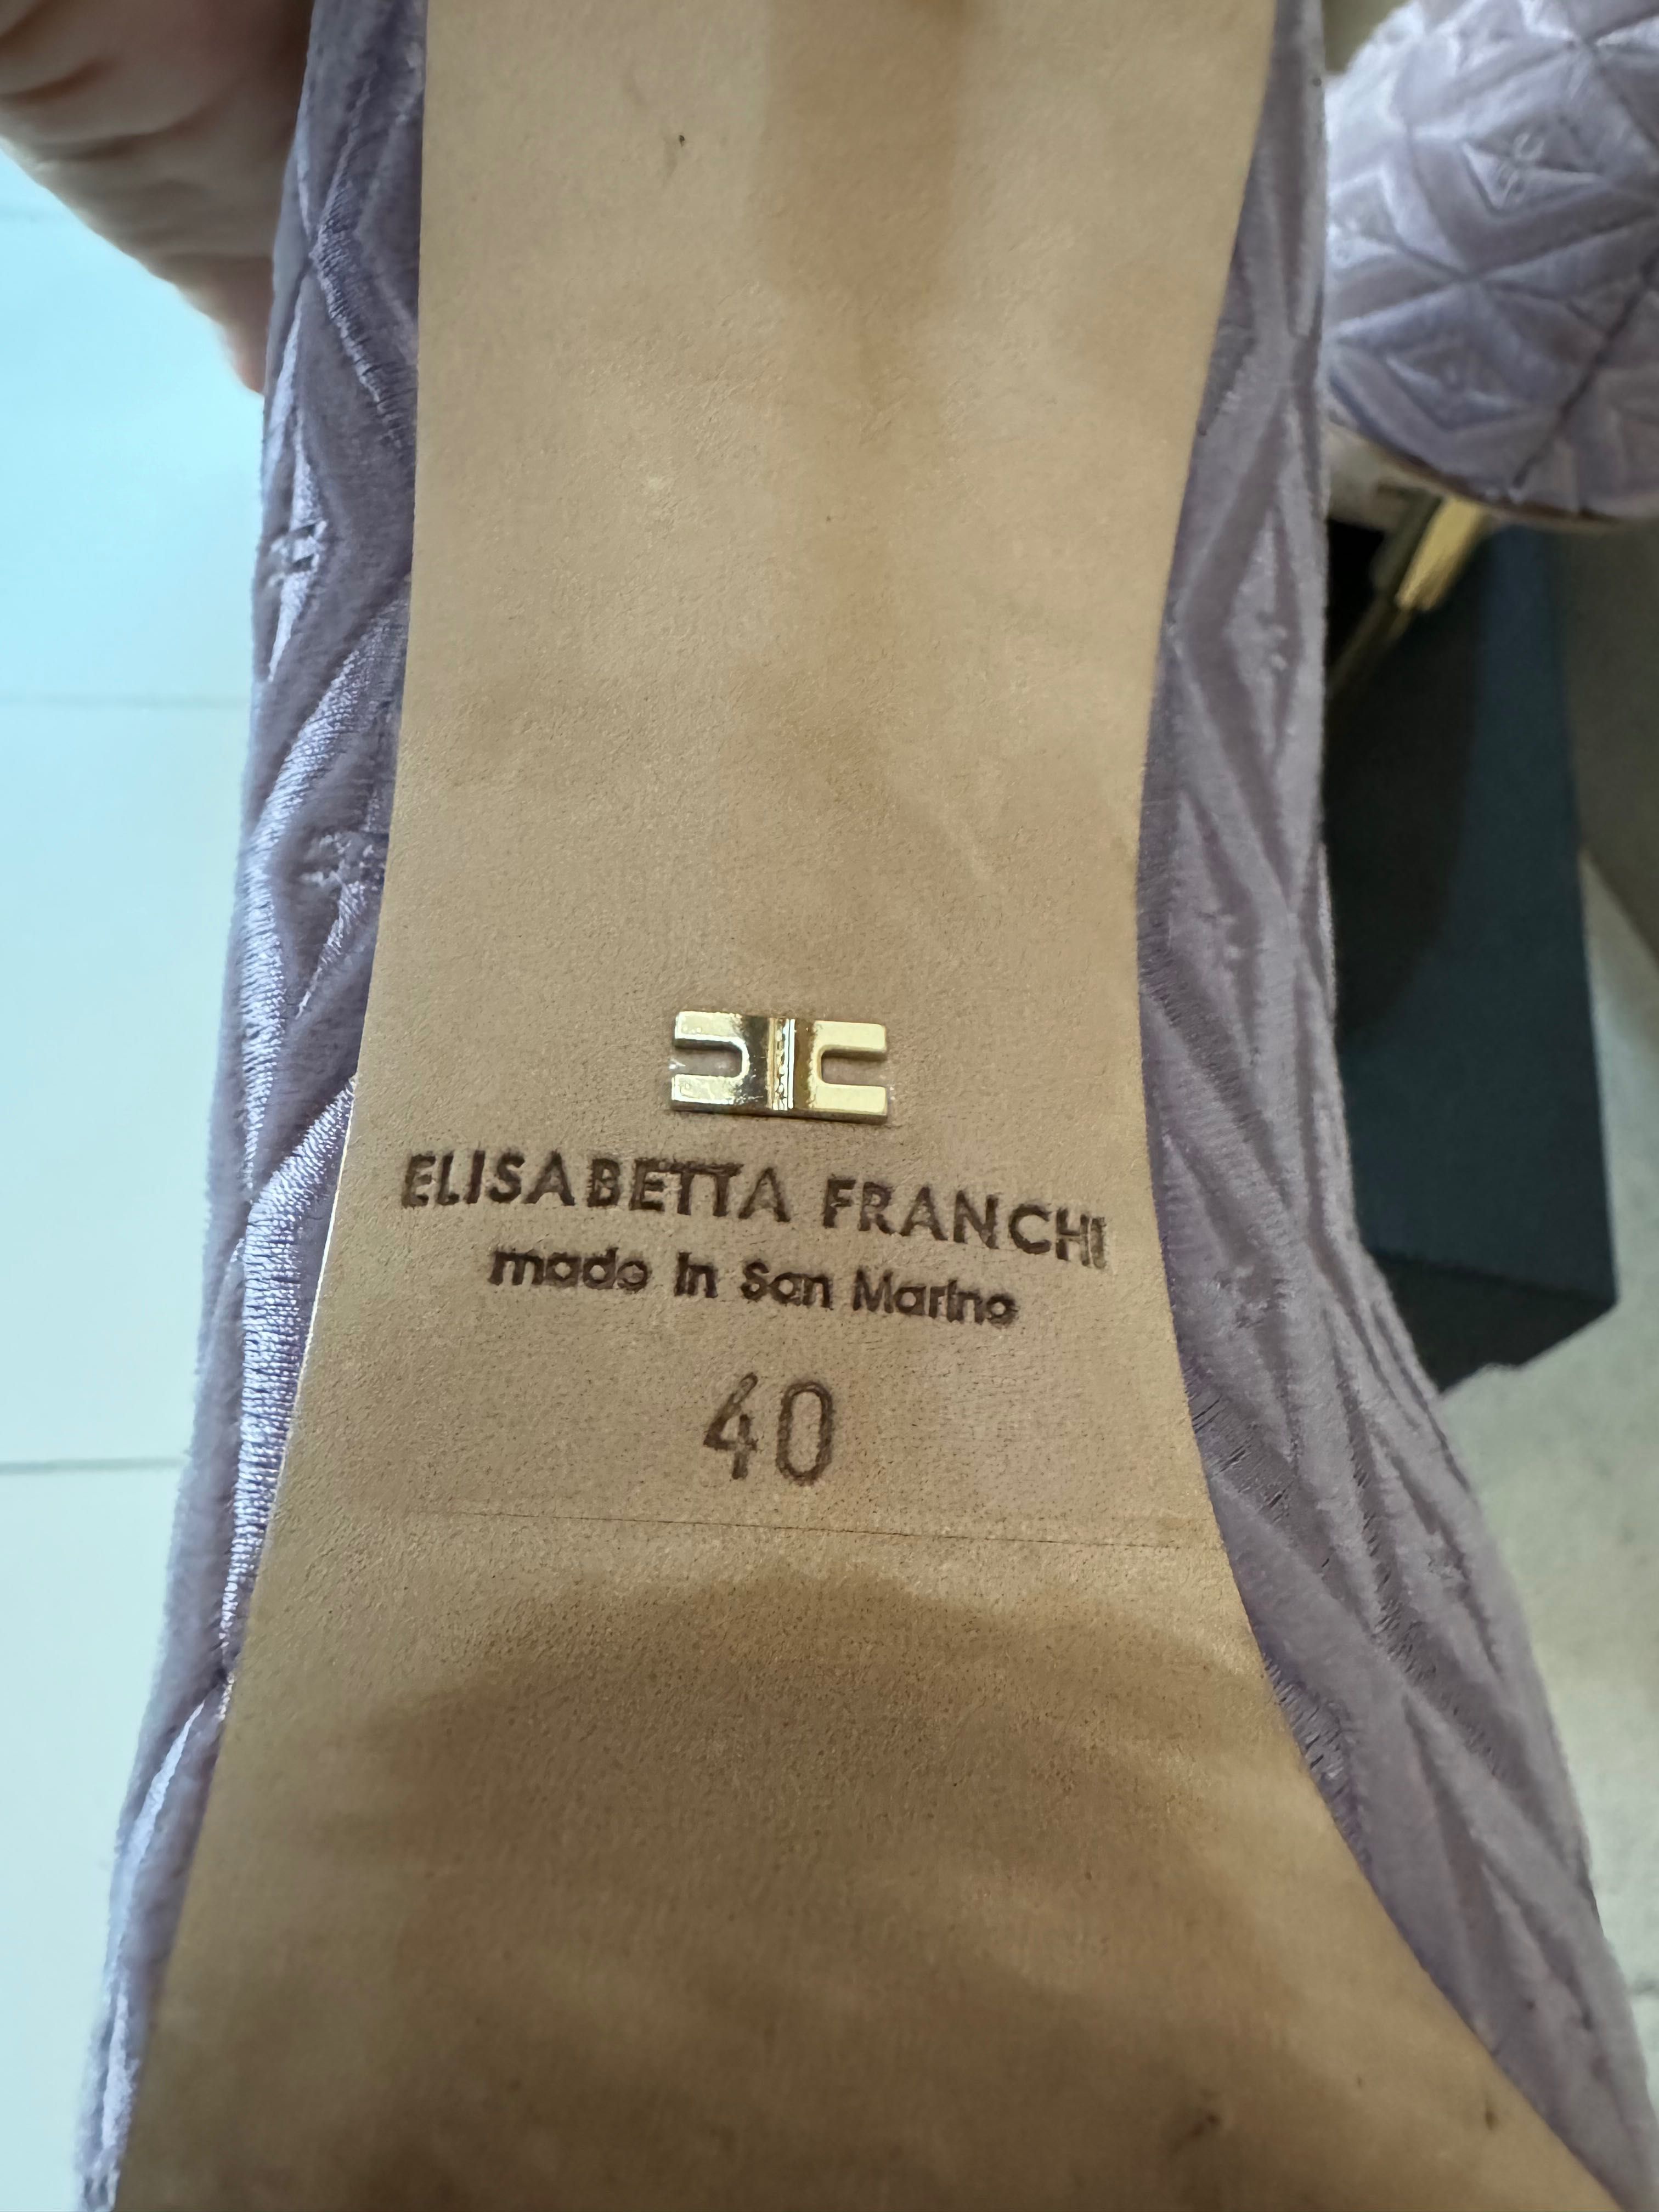 ELISABETTA FRANCHI
made in San Marino
40